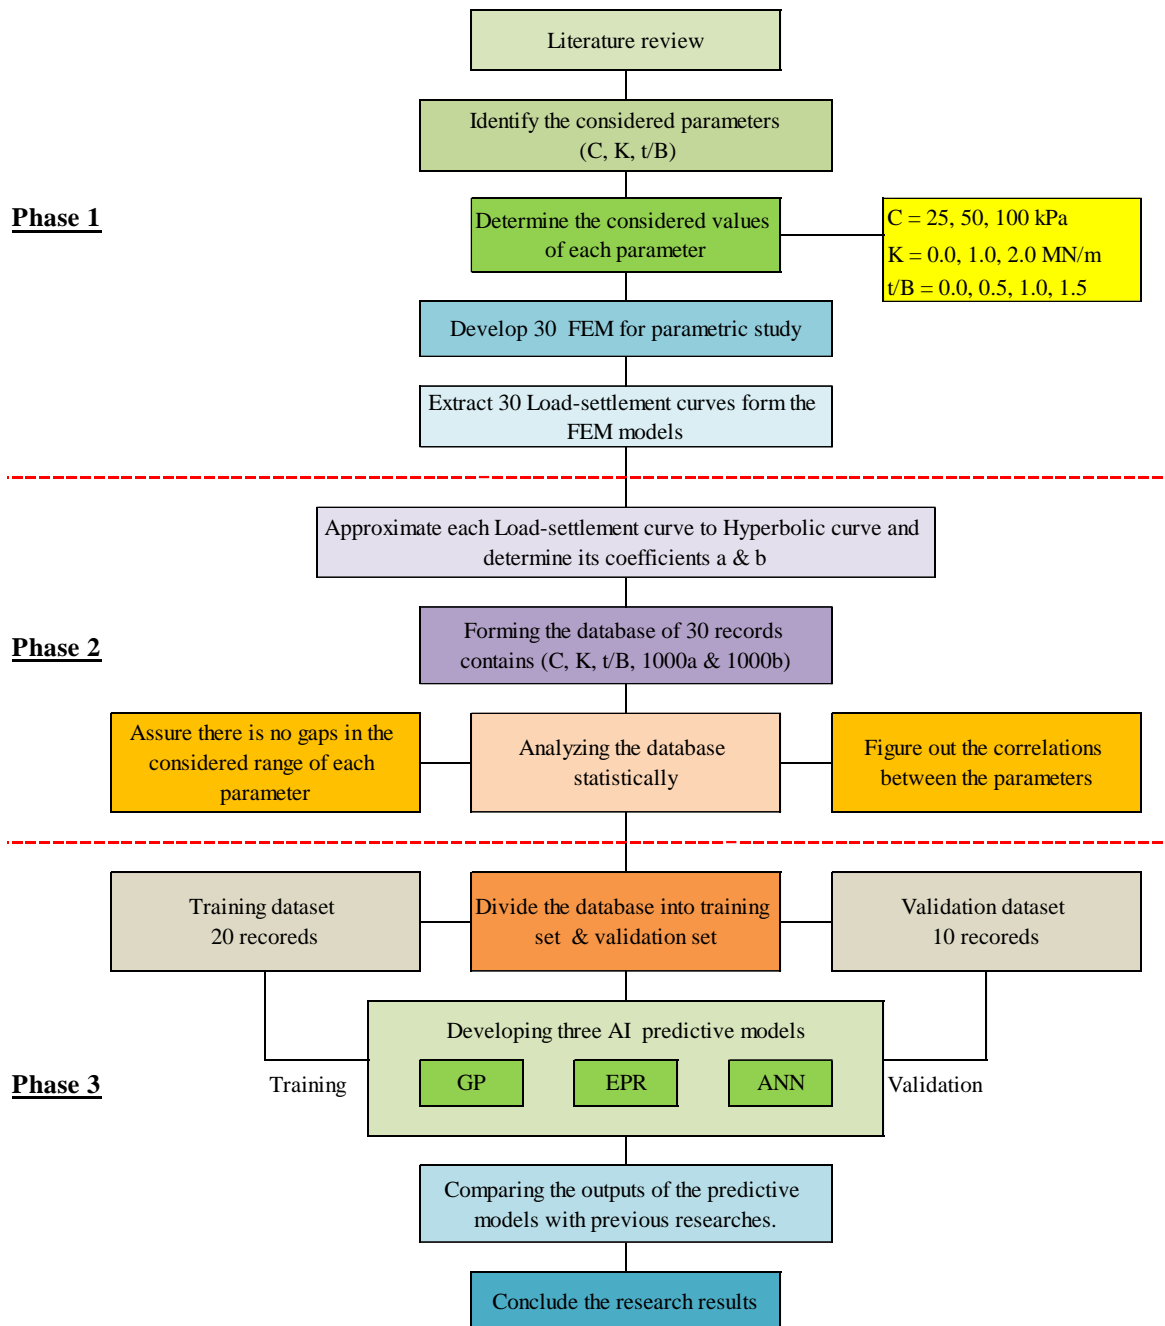 Literature review
Identify the considered parameters
(C, K, t/B)
Phase 1
Determine the considered values
of each parameter
C = 25, 50, 100 kPa
K = 0.0, 1.0, 2.0 MN/m
t/B = 0.0, 0.5, 1.0, 1.5
Develop 30 FEM for parametric study
Extract 30 Load-settlement curves form the
FEM models
Approximate each Load-settlement curve to Hyperbolic curve and
determine its coefficients a & b
Phase 2
Forming the database of 30 records
contains (C, K, t/B, 1000a & 1000b)
Assure there is no gaps in the
considered range of each
parameter
Analyzing the database
statistically
Figure out the correlations
between the parameters
Training dataset
20 recoreds
Divide the database into training
set & validation set
Validation dataset
10 recoreds
Phase 3
Developing three AI predictive models
Training
GP
EPR
ANN
Validation
Comparing the outputs of the predictive
models with previous researches.
Conclude the research results